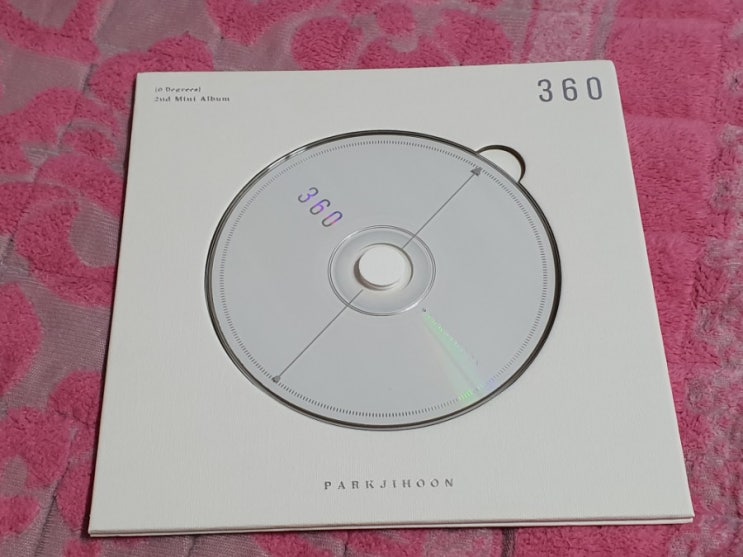 [0 Degrees]
2nd Mini Album
360
360
PARKJIHOON